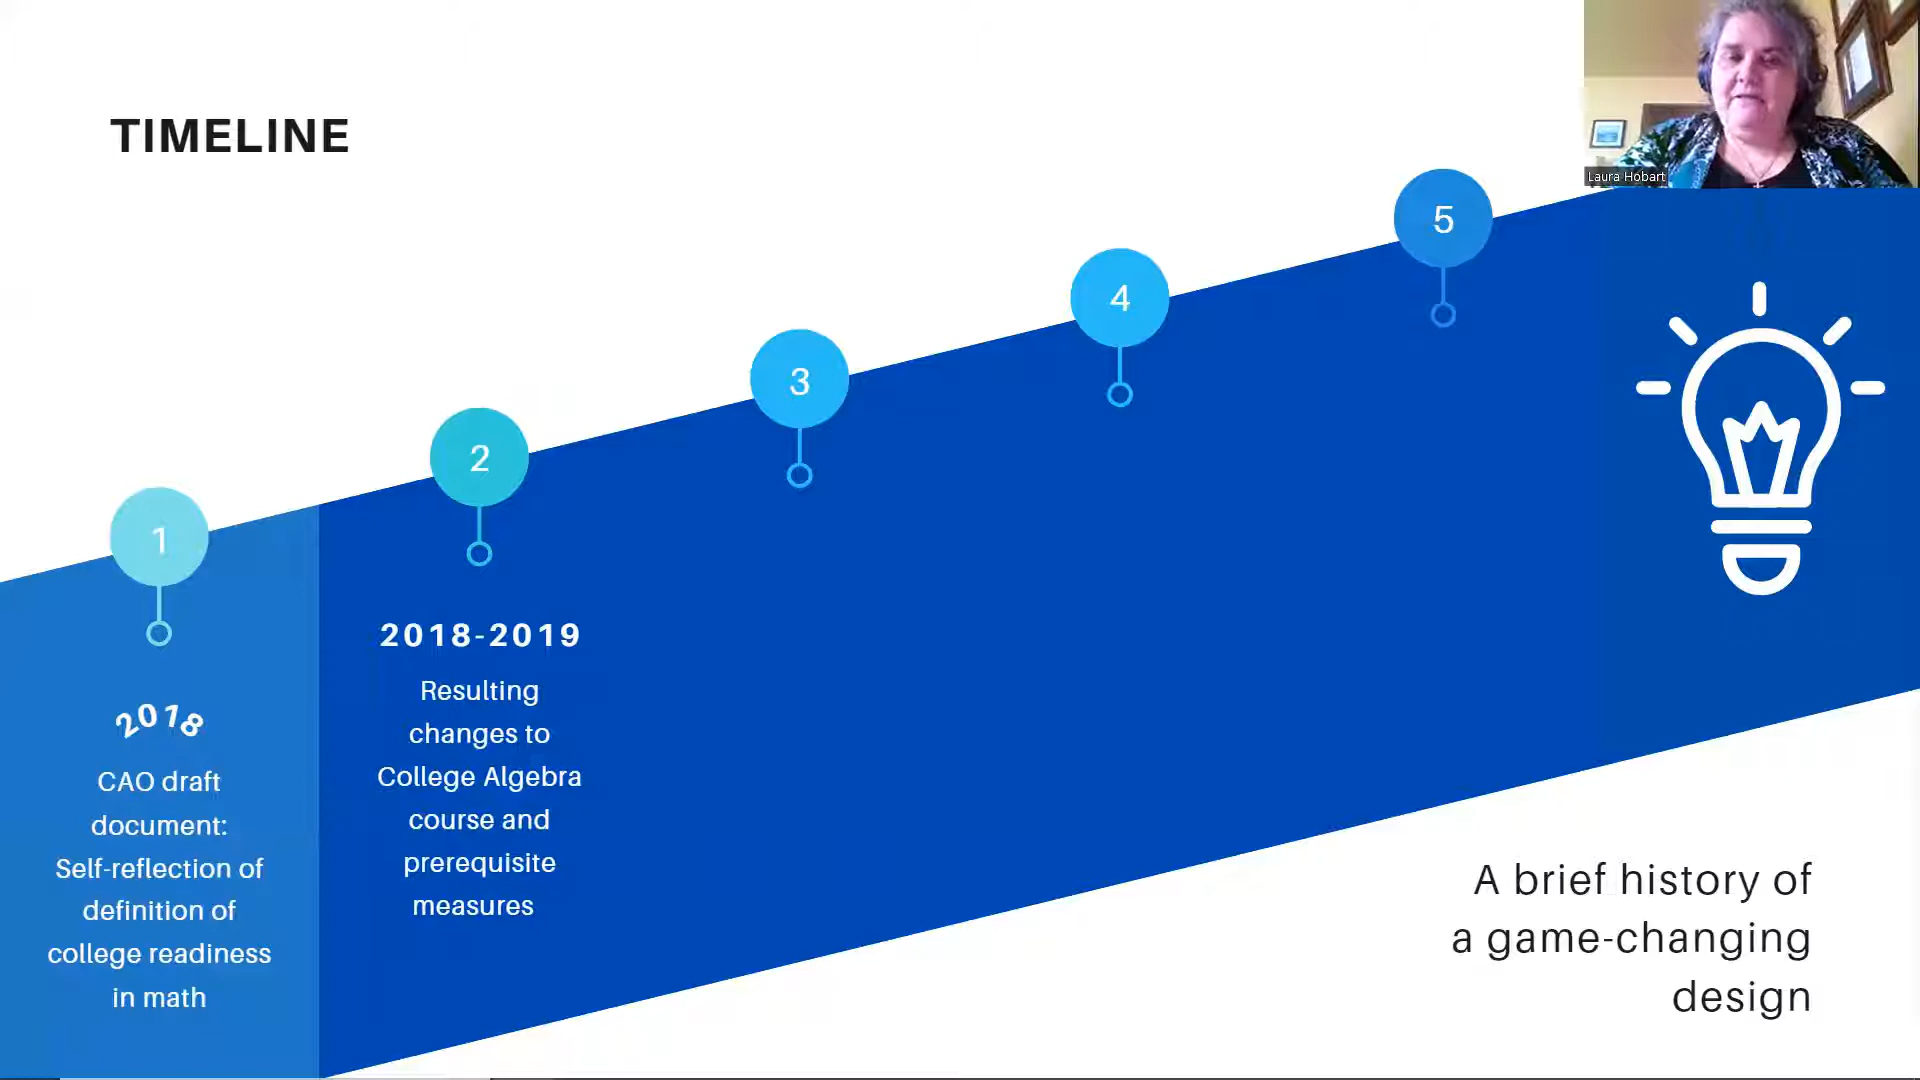 TIMELINE
Laura Hobart
5
4
3
2
1
2018-2019
Resulting
changes to
College Algebra
course and
prerequisite
measures
2018
CAO draft
document:
Self-reflection of
definition of
college readiness
in math
A brief history of
a game-changing
design